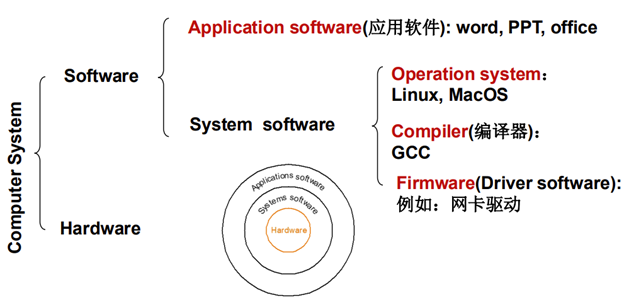 Computer System
Software
Application software(应用软件): word, PPT, office
System software
Operation system：
Linux, MacOS
Compiler(编译器)：
GCC
Firmware(Driver software):
例如：网卡驱动
Hardware
Applications software
Systems software
Hardware